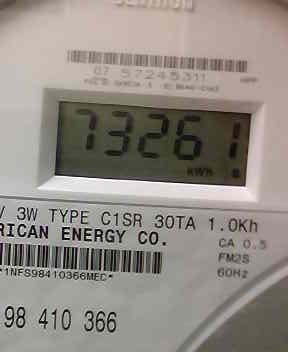 07 57245311
73261
kWh
V 3W TYPE C1SR 30TA 1.0Kh
RICAN ENERGY CO.
CA 0.5
FM2S
60Hz
*1NFS98410366MEC*
98 410 366